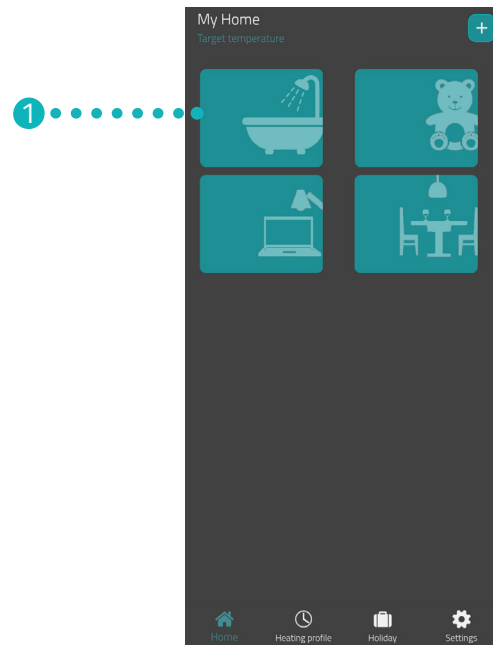 My Home
+
Target temperature
1
Home Heating profile Holiday Settings